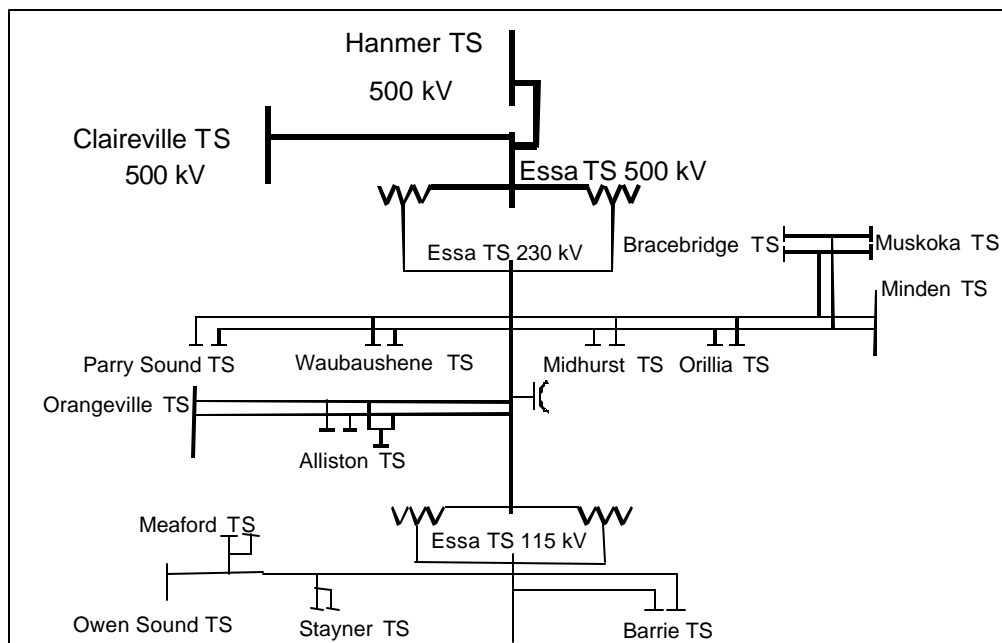 Hanmer TS
500 kV
Claireville TS
500 kV
Essa TS 500 kV
Essa TS 230 kV
Bracebridge TS
Muskoka TS
Minden TS
Parry Sound TS
Waubaushene TS
Midhurst TS
Orillia TS
Orangeville TS
Alliston TS
Meaford TS
Essa TS 115 kV
Owen Sound TS
Stayner TS
Barrie TS